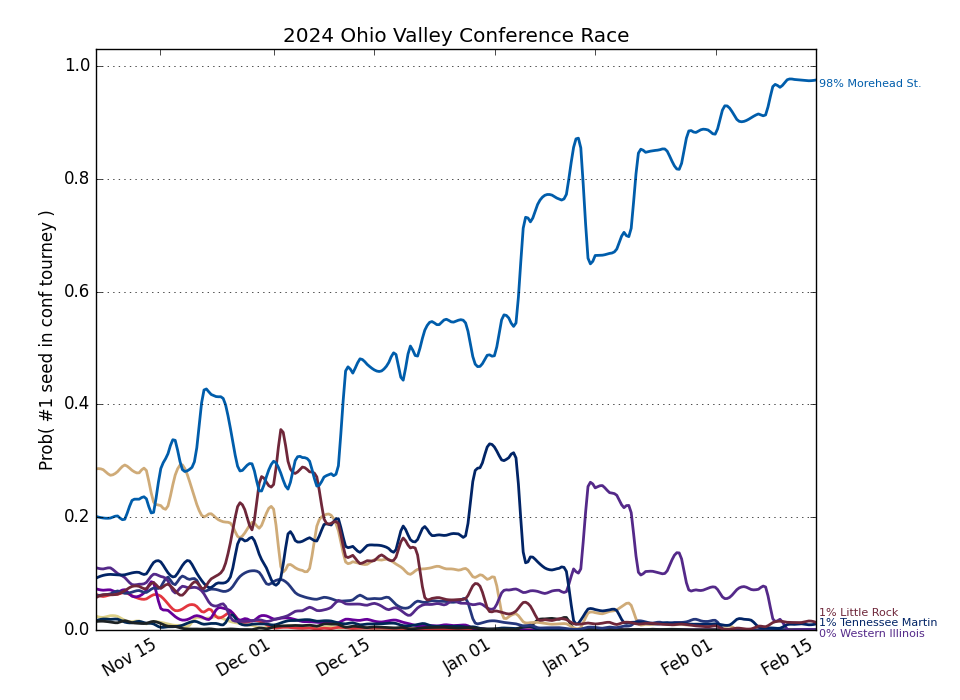 2024 Ohio Valley Conference Race
Prob( #1 seed in conf tourney )
1.0
0.8
0.6
0.4
0.2
0.0
98% Morehead St.
1% Little Rock
1% Tennessee Martin
0% Western Illinois
Nov 15
Dec 01
Dec 15
Jan 01
Jan 15
Feb 01
Feb 15